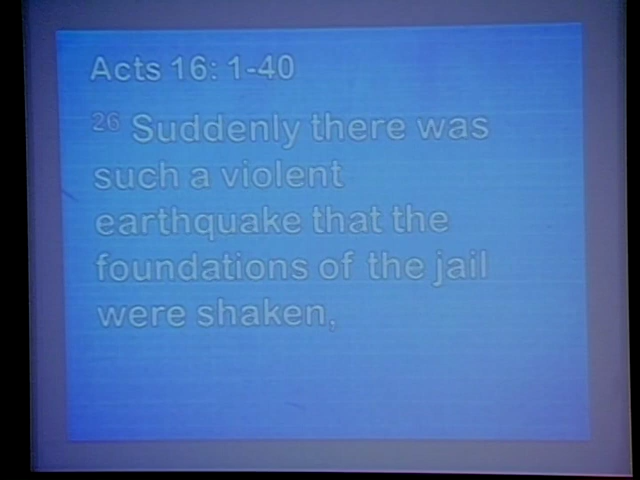 Acts 16: 1-40
26 Suddenly there was
such a violent
earthquake that the
foundations of the jail
were shaken,